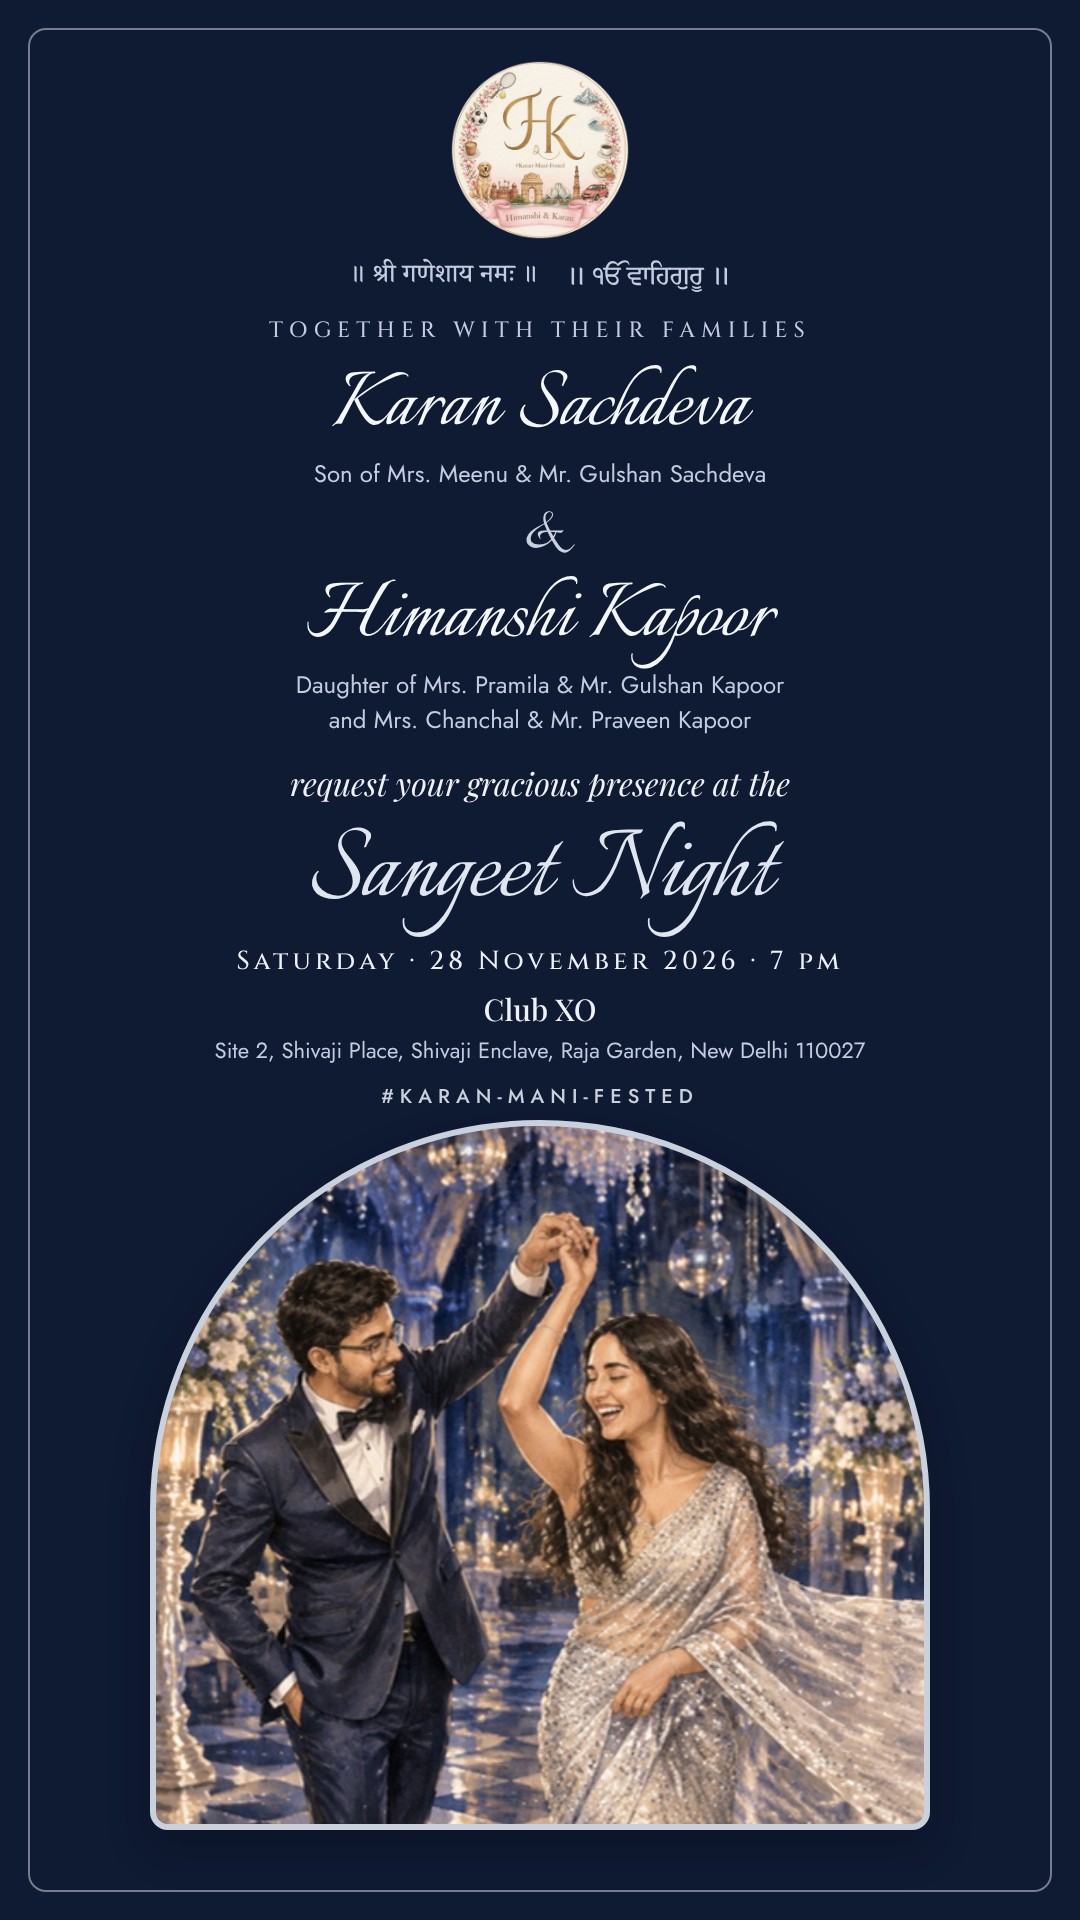 HK
&
#Karan-Mani-Fested
Himanshi & Karan
॥ श्री गणेशाय नमः ॥ ॥ ੴ ਵਾਹਿਗੁਰੂ ॥
TOGETHER WITH THEIR FAMILIES
Karan Sachdeva
Son of Mrs. Meenu & Mr. Gulshan Sachdeva
&
Himanshi Kapoor
Daughter of Mrs. Pramila & Mr. Gulshan Kapoor
and Mrs. Chanchal & Mr. Praveen Kapoor
request your gracious presence at the
Sangeet Night
SATURDAY · 28 NOVEMBER 2026 · 7 PM
Club XO
Site 2, Shivaji Place, Shivaji Enclave, Raja Garden, New Delhi 110027
#KARAN-MANI-FESTED